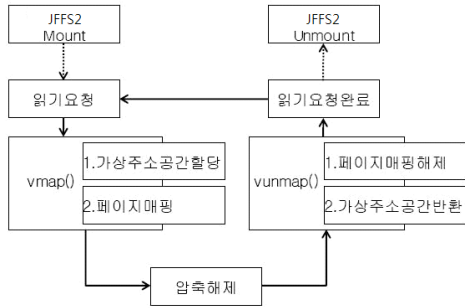 JFFS2
Mount
JFFS2
Unmount
읽기요청
읽기요청완료
vmap()
1.가상주소공간할당
2.페이지매핑
vunmap()
1.페이지매핑해제
2.가상주소공간반환
압축해제